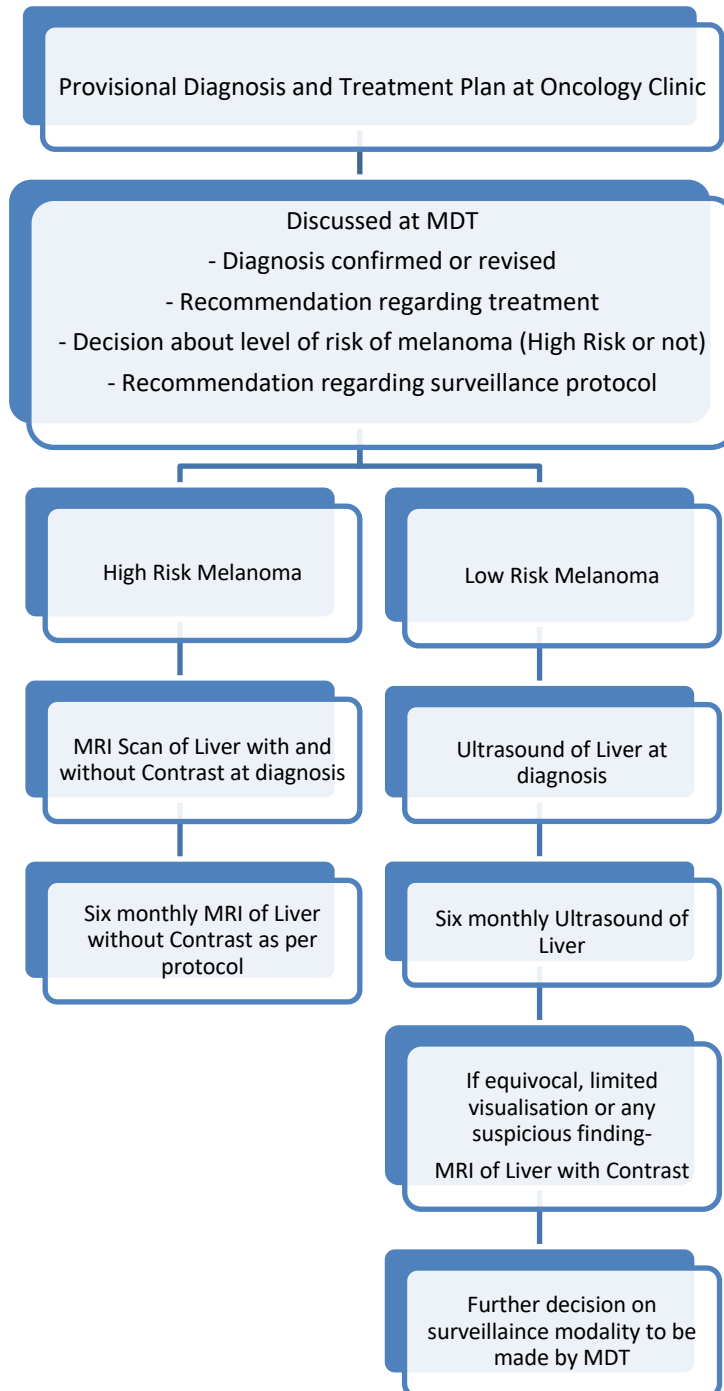 Provisional Diagnosis and Treatment Plan at Oncology Clinic
Discussed at MDT
- Diagnosis confirmed or revised
- Recommendation regarding treatment
- Decision about level of risk of melanoma (High Risk or not)
- Recommendation regarding surveillance protocol
High Risk Melanoma
Low Risk Melanoma
MRI Scan of Liver with and
without Contrast at diagnosis
Ultrasound of Liver at
diagnosis
Six monthly MRI of Liver
without Contrast as per
protocol
Six monthly Ultrasound of
Liver
If equivocal, limited
visualisation or any
suspicious finding-
MRI of Liver with Contrast
Further decision on
surveillaince modality to be
made by MDT